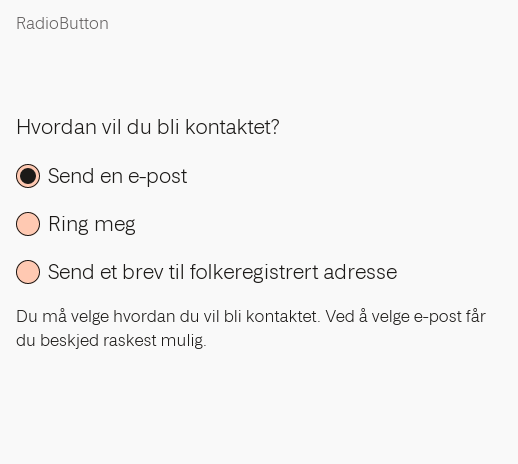 RadioButton
Hvordan vil du bli kontaktet?
Send en e-post
Ring meg
Send et brev til folkeregistrert adresse
Du må velge hvordan du vil bli kontaktet. Ved å velge e-post får
du beskjed raskest mulig.